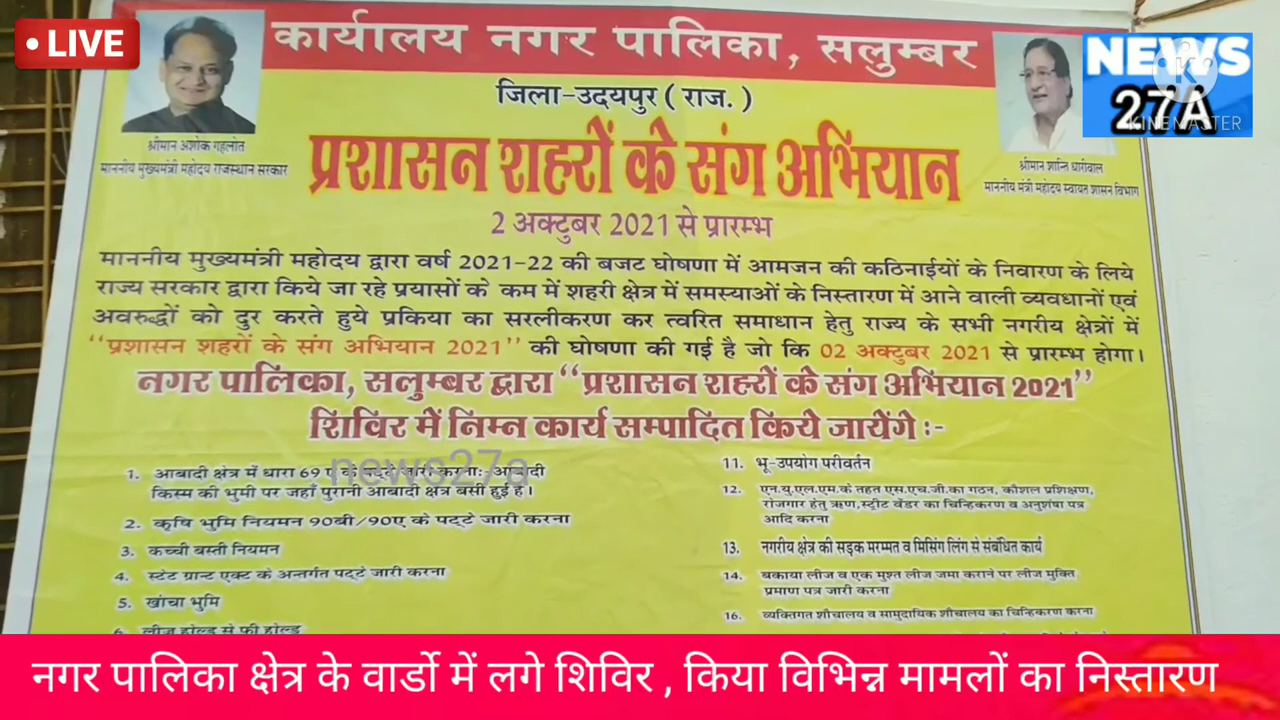 • LIVE
कार्यालय नगर पालिका, सलुम्बर
NEWS
27A
KINEMASTER
जिला-उदयपुर ( राज. )
श्रीमान अशोक गहलोत
माननीय मुख्यमंत्री महोदय राजस्थान सरकार
प्रशासन शहरों के संग अभियान
श्रीमान शान्ति धारीवाल
माननीय मंत्री महोदय स्वायत शासन विभाग
2 अक्टुबर 2021 से प्रारम्भ
माननीय मुख्यमंत्री महोदय द्वारा वर्ष 2021-22 की बजट घोषणा में आमजन की कठिनाईयों के निवारण के लिये
राज्य सरकार द्वारा किये जा रहे प्रयासों के कम में शहरी क्षेत्र में समस्याओं के निस्तारण में आने वाली व्यवधानों एवं
अवरुद्धों को दुर करते हुये प्रकिया का सरलीकरण कर त्वरित समाधान हेतु राज्य के सभी नगरीय क्षेत्रों में
‘‘प्रशासन शहरों के संग अभियान 2021’’ की घोषणा की गई है जो कि 02 अक्टुबर 2021 से प्रारम्भ होगा।
नगर पालिका, सलुम्बर द्वारा ‘‘प्रशासन शहरों के संग अभियान 2021’’
शिविर में निम्न कार्य सम्पादित किये जायेंगे :-
1. आबादी क्षेत्र में धारा 69 ए के पट्टे जारी करना:- आबादी
किस्म की भुमी पर जहाँ पुरानी आबादी क्षेत्र बसी हुई है।
news27a
2. कृषि भुमि नियमन 90बी/90ए के पट्टे जारी करना
3. कच्ची बस्ती नियमन
4. स्टेट ग्रान्ट एक्ट के अन्तर्गत पट्टे जारी करना
5. खांचा भुमि
6. लीज होल्ड से फ्री होल्ड
11. भू-उपयोग परीवर्तन
12. एन.यु.एल.एम.के तहत एस.एच.जी.का गठन, कौशल प्रशिक्षण,
रोजगार हेतु ऋण,स्ट्रीट वेंडर का चिन्हिकरण व अनुशंषा पत्र
आदि करना
13. नगरीय क्षेत्र की सड़क मरम्मत व मिसिंग लिंग से संबंधित कार्य
14. बकाया लीज व एक मुश्त लीज जमा कराने पर लीज मुक्ति
प्रमाण पत्र जारी करना
16. व्यक्तिगत शौचालय व सामुदायिक शौचालय का चिन्हिकरण करना
नगर पालिका क्षेत्र के वार्डो में लगे शिविर , किया विभिन्न मामलों का निस्तारण